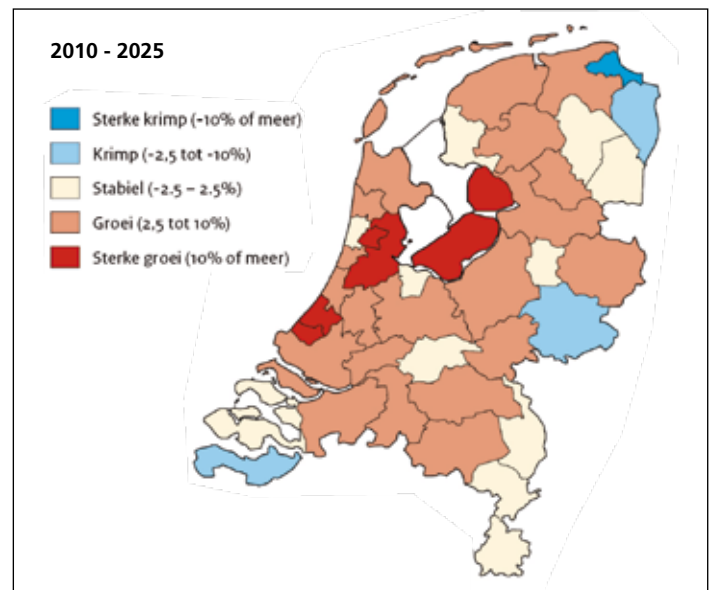 2010 - 2025
Sterke krimp (-10% of meer)
Krimp (-2,5 tot -10%)
Stabiel (-2.5 – 2.5%)
Groei (2,5 tot 10%)
Sterke groei (10% of meer)